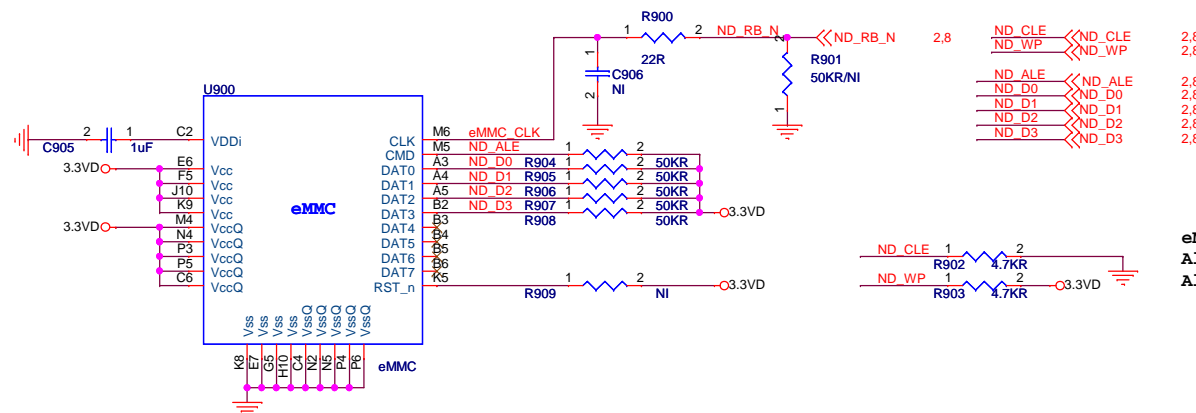 R900
1 2 ND_RB_N ND_RB_N 2,8
22R
1 C906 NI 2
2 R901 50KR/NI 1
ND_CLE ND_CLE 2,8
ND_WP ND_WP 2,8
ND_ALE ND_ALE 2,8
ND_D0 ND_D0 2,8
ND_D1 ND_D1 2,8
ND_D2 ND_D2 2,8
ND_D3 ND_D3 2,8
U900
C905 2 1 1uF C2 VDDi
3.3VD E6 Vcc
F5 Vcc
J10 Vcc
K9 Vcc
3.3VD M4 VccQ
N4 VccQ
P3 VccQ
P5 VccQ
C6 VccQ
eMMC
CLK M6 eMMC_CLK
CMD M5 ND_ALE 1 2
DAT0 A3 ND_D0 R904 1 2 50KR
DAT1 A4 ND_D1 R905 1 2 50KR
DAT2 A5 ND_D2 R906 1 2 50KR
DAT3 B2 ND_D3 R907 1 2 50KR 3.3VD
R908 50KR
DAT4 B3
DAT5 B4
DAT6 B5
DAT7 B6
RST_n K5 R909 1 2 NI 3.3VD
ND_CLE R902 1 2 4.7KR
ND_WP R903 1 2 4.7KR 3.3VD
Vss Vss Vss Vss VssQ VssQ VssQ VssQ VssQ
K8 E7 G5 H10 C4 N2 N5 P4 P6
eMMC